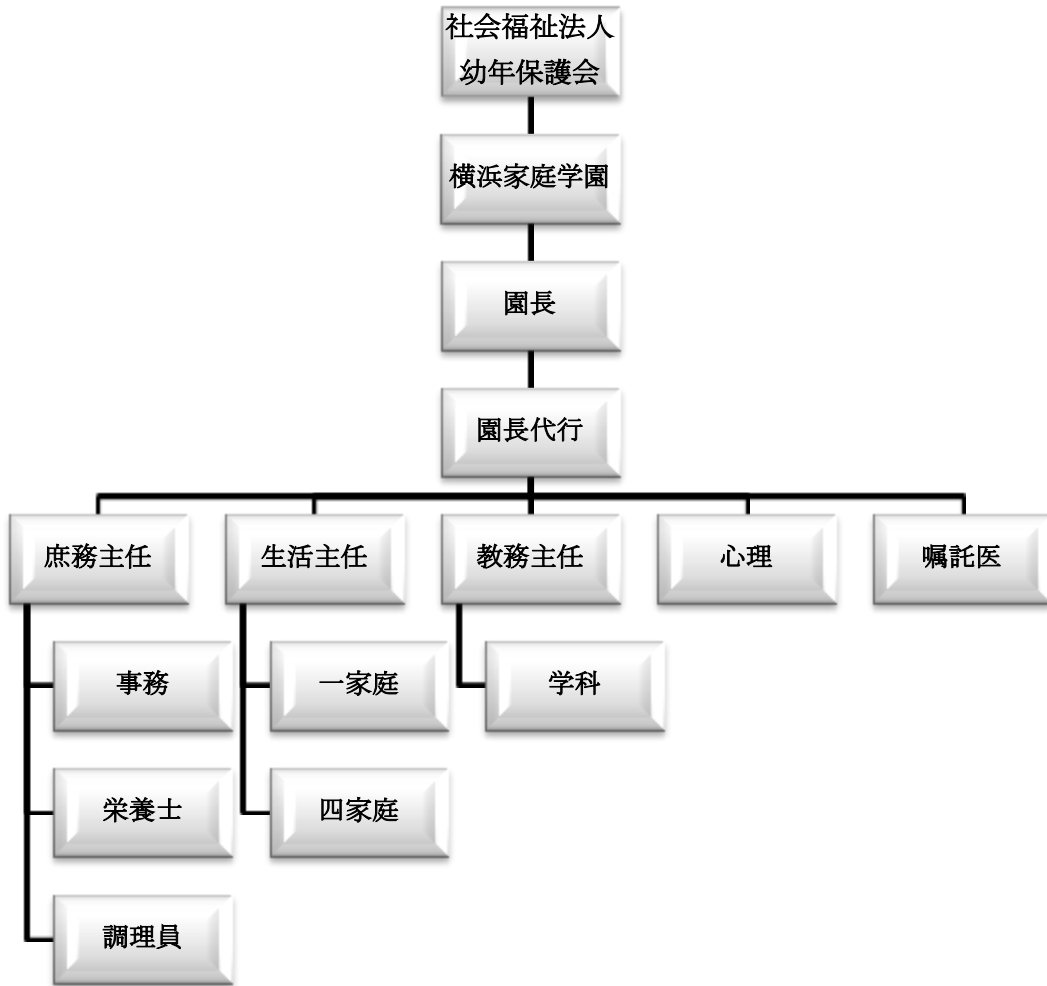 社会福祉法人
幼年保護会
横浜家庭学園
園長
園長代行
庶務主任
生活主任
教務主任
心理
嘱託医
事務
一家庭
学科
栄養士
四家庭
調理員